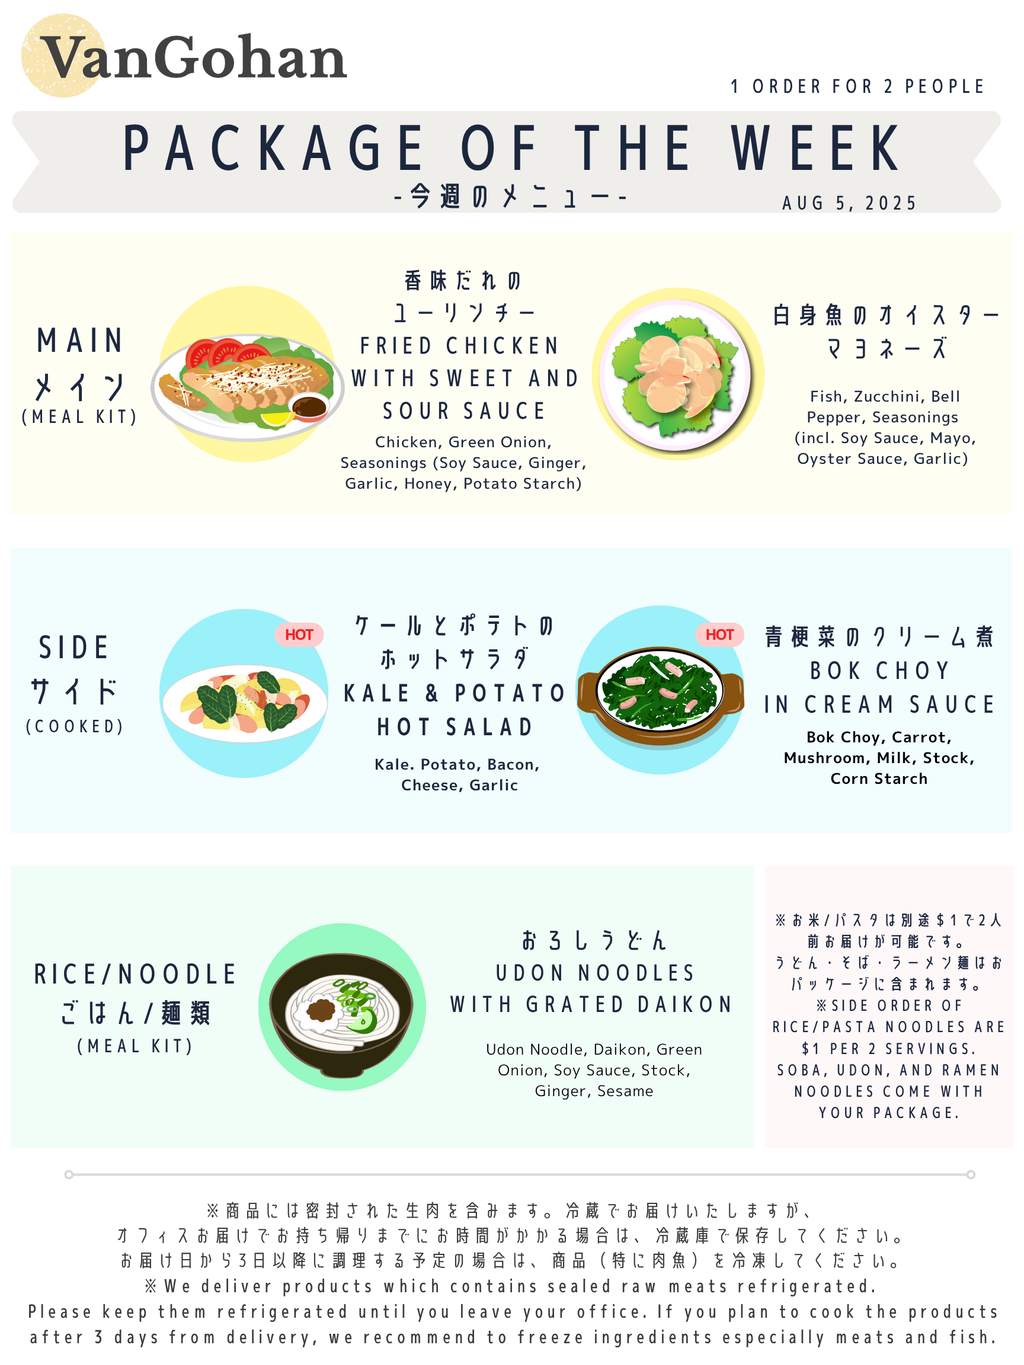 VanGohan
1 ORDER FOR 2 PEOPLE
PACKAGE OF THE WEEK
-今週のメニュー-
AUG 5, 2025
MAIN
メイン
(MEAL KIT)
香味だれの
ユーリンチー
FRIED CHICKEN
WITH SWEET AND
SOUR SAUCE
Chicken, Green Onion,
Seasonings (Soy Sauce, Ginger,
Garlic, Honey, Potato Starch)
白身魚のオイスター
マヨネーズ
Fish, Zucchini, Bell
Pepper, Seasonings
(incl. Soy Sauce, Mayo,
Oyster Sauce, Garlic)
SIDE
サイド
(COOKED)
HOT
ケールとポテトの
ホットサラダ
KALE & POTATO
HOT SALAD
Kale. Potato, Bacon,
Cheese, Garlic
HOT
青梗菜のクリーム煮
BOK CHOY
IN CREAM SAUCE
Bok Choy, Carrot,
Mushroom, Milk, Stock,
Corn Starch
RICE/NOODLE
ごはん/麺類
(MEAL KIT)
おろしうどん
UDON NOODLES
WITH GRATED DAIKON
Udon Noodle, Daikon, Green
Onion, Soy Sauce, Stock,
Ginger, Sesame
※お米/パスタは別途$1で2人
前お届けが可能です。
うどん・そば・ラーメン麺はお
パッケージに含まれます。
※SIDE ORDER OF
RICE/PASTA NOODLES ARE
$1 PER 2 SERVINGS.
SOBA, UDON, AND RAMEN
NOODLES COME WITH
YOUR PACKAGE.
※商品には密封された生肉を含みます。冷蔵でお届けいたしますが、
オフィスお届けでお持ち帰りまでにお時間がかかる場合は、冷蔵庫で保存してください。
お届け日から3日以降に調理する予定の場合は、商品（特に肉魚）を冷凍してください。
※We deliver products which contains sealed raw meats refrigerated.
Please keep them refrigerated until you leave your office. If you plan to cook the products
after 3 days from delivery, we recommend to freeze ingredients especially meats and fish.